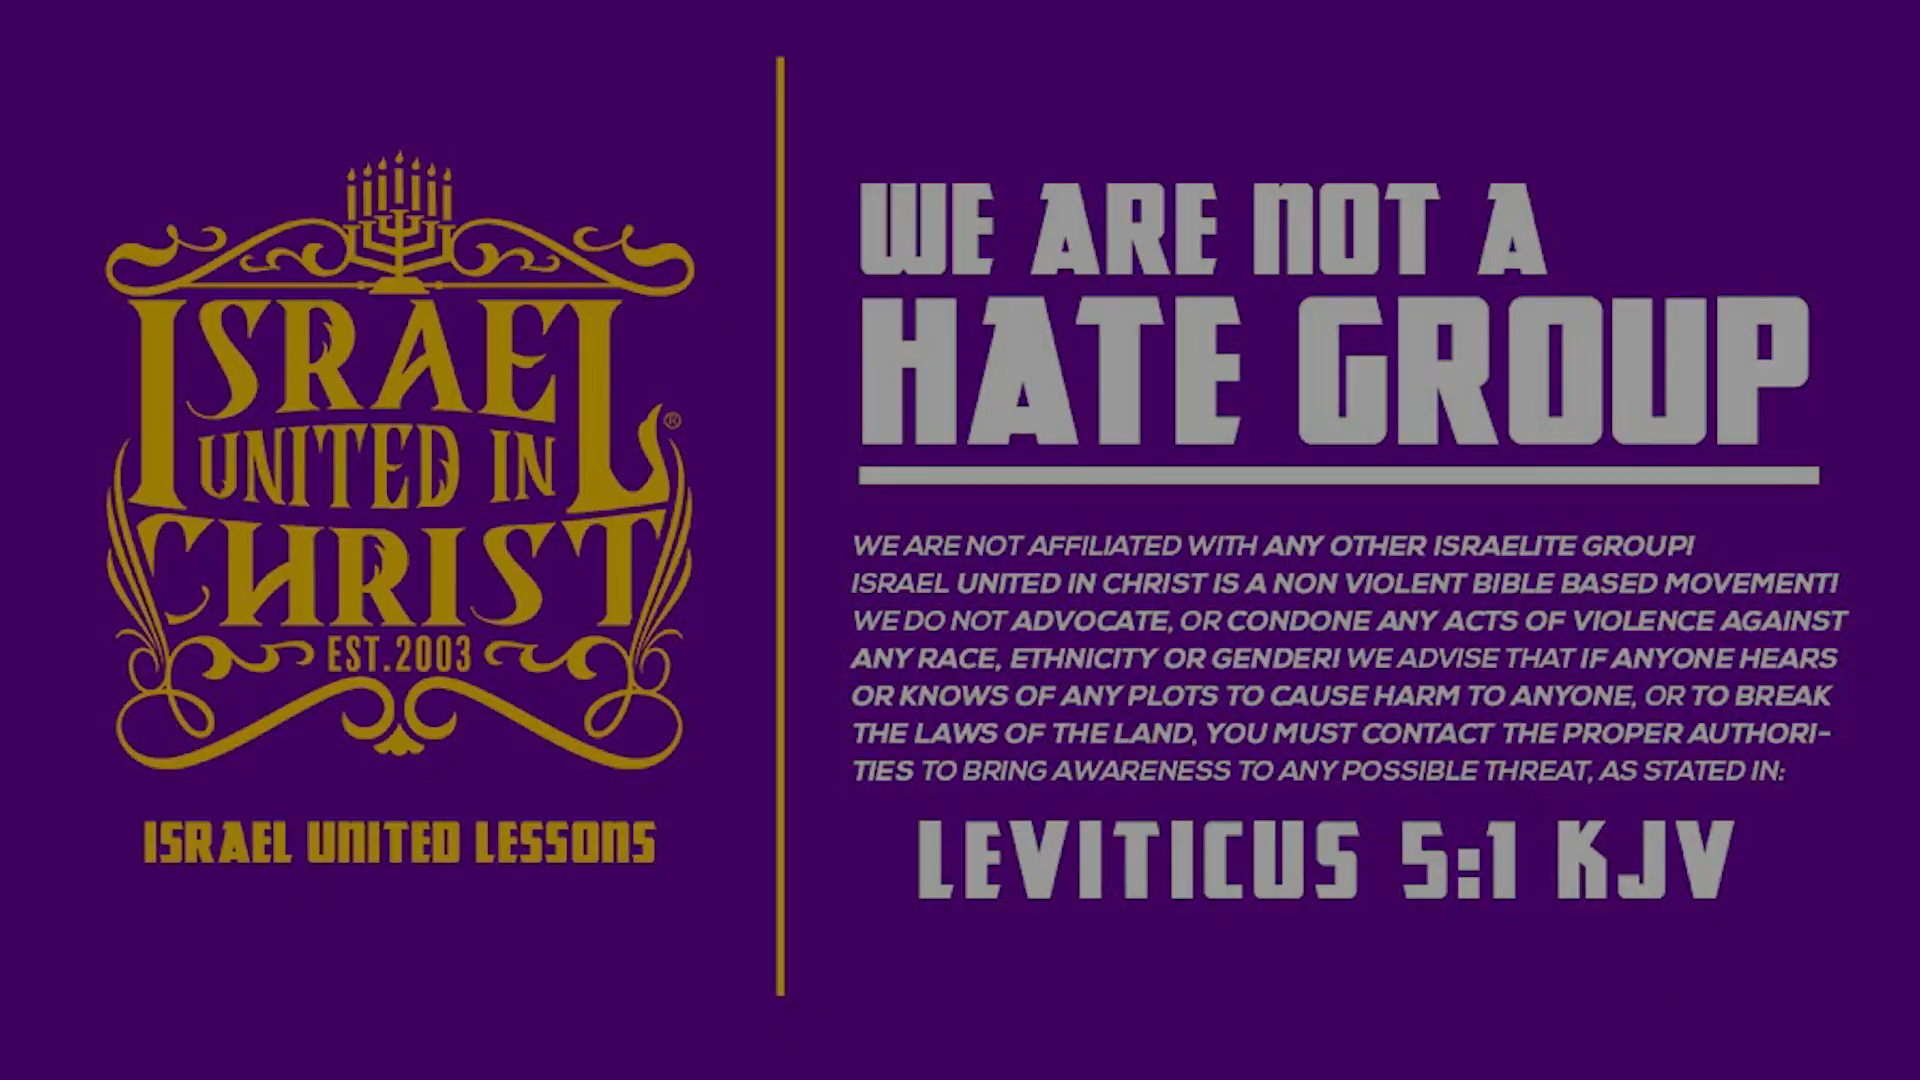 ISRAEL
UNITED IN
CHRIST
®
EST.2003
ISRAEL UNITED LESSONS
WE ARE NOT A
HATE GROUP
WE ARE NOT AFFILIATED WITH ANY OTHER ISRAELITE GROUP!
ISRAEL UNITED IN CHRIST IS A NON VIOLENT BIBLE BASED MOVEMENT!
WE DO NOT ADVOCATE, OR CONDONE ANY ACTS OF VIOLENCE AGAINST
ANY RACE, ETHNICITY OR GENDER! WE ADVISE THAT IF ANYONE HEARS
OR KNOWS OF ANY PLOTS TO CAUSE HARM TO ANYONE, OR TO BREAK
THE LAWS OF THE LAND, YOU MUST CONTACT THE PROPER AUTHORI-
TIES TO BRING AWARENESS TO ANY POSSIBLE THREAT, AS STATED IN:
LEVITICUS 5:1 KJV